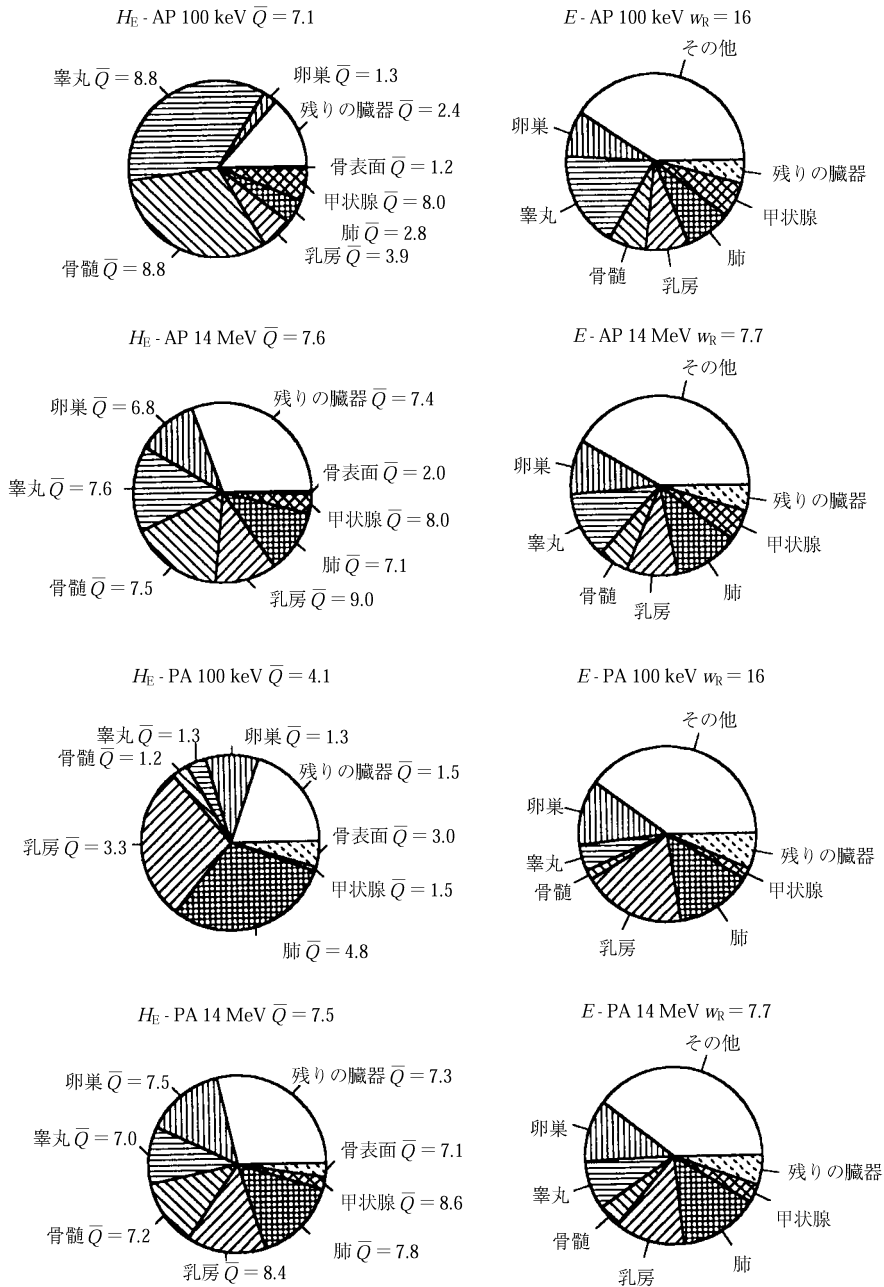 H_E - AP 100 keV Q̅ = 7.1
睾丸 Q̅ = 8.8
卵巣 Q̅ = 1.3
残りの臓器 Q̅ = 2.4
骨表面 Q̅ = 1.2
甲状腺 Q̅ = 8.0
肺 Q̅ = 2.8
乳房 Q̅ = 3.9
骨髄 Q̅ = 8.8
E - AP 100 keV w_R = 16
その他
卵巣
残りの臓器
睾丸
甲状腺
肺
骨髄
乳房
H_E - AP 14 MeV Q̅ = 7.6
卵巣 Q̅ = 6.8
残りの臓器 Q̅ = 7.4
骨表面 Q̅ = 2.0
睾丸 Q̅ = 7.6
甲状腺 Q̅ = 8.0
肺 Q̅ = 7.1
骨髄 Q̅ = 7.5
乳房 Q̅ = 9.0
E - AP 14 MeV w_R = 7.7
その他
卵巣
残りの臓器
睾丸
甲状腺
骨髄
肺
乳房
H_E - PA 100 keV Q̅ = 4.1
睾丸 Q̅ = 1.3
卵巣 Q̅ = 1.3
骨髄 Q̅ = 1.2
残りの臓器 Q̅ = 1.5
骨表面 Q̅ = 3.0
乳房 Q̅ = 3.3
甲状腺 Q̅ = 1.5
肺 Q̅ = 4.8
E - PA 100 keV w_R = 16
その他
卵巣
残りの臓器
睾丸
甲状腺
骨髄
肺
乳房
H_E - PA 14 MeV Q̅ = 7.5
卵巣 Q̅ = 7.5
残りの臓器 Q̅ = 7.3
睾丸 Q̅ = 7.0
骨表面 Q̅ = 7.1
甲状腺 Q̅ = 8.6
骨髄 Q̅ = 7.2
肺 Q̅ = 7.8
乳房 Q̅ = 8.4
E - PA 14 MeV w_R = 7.7
その他
卵巣
残りの臓器
睾丸
甲状腺
骨髄
肺
乳房